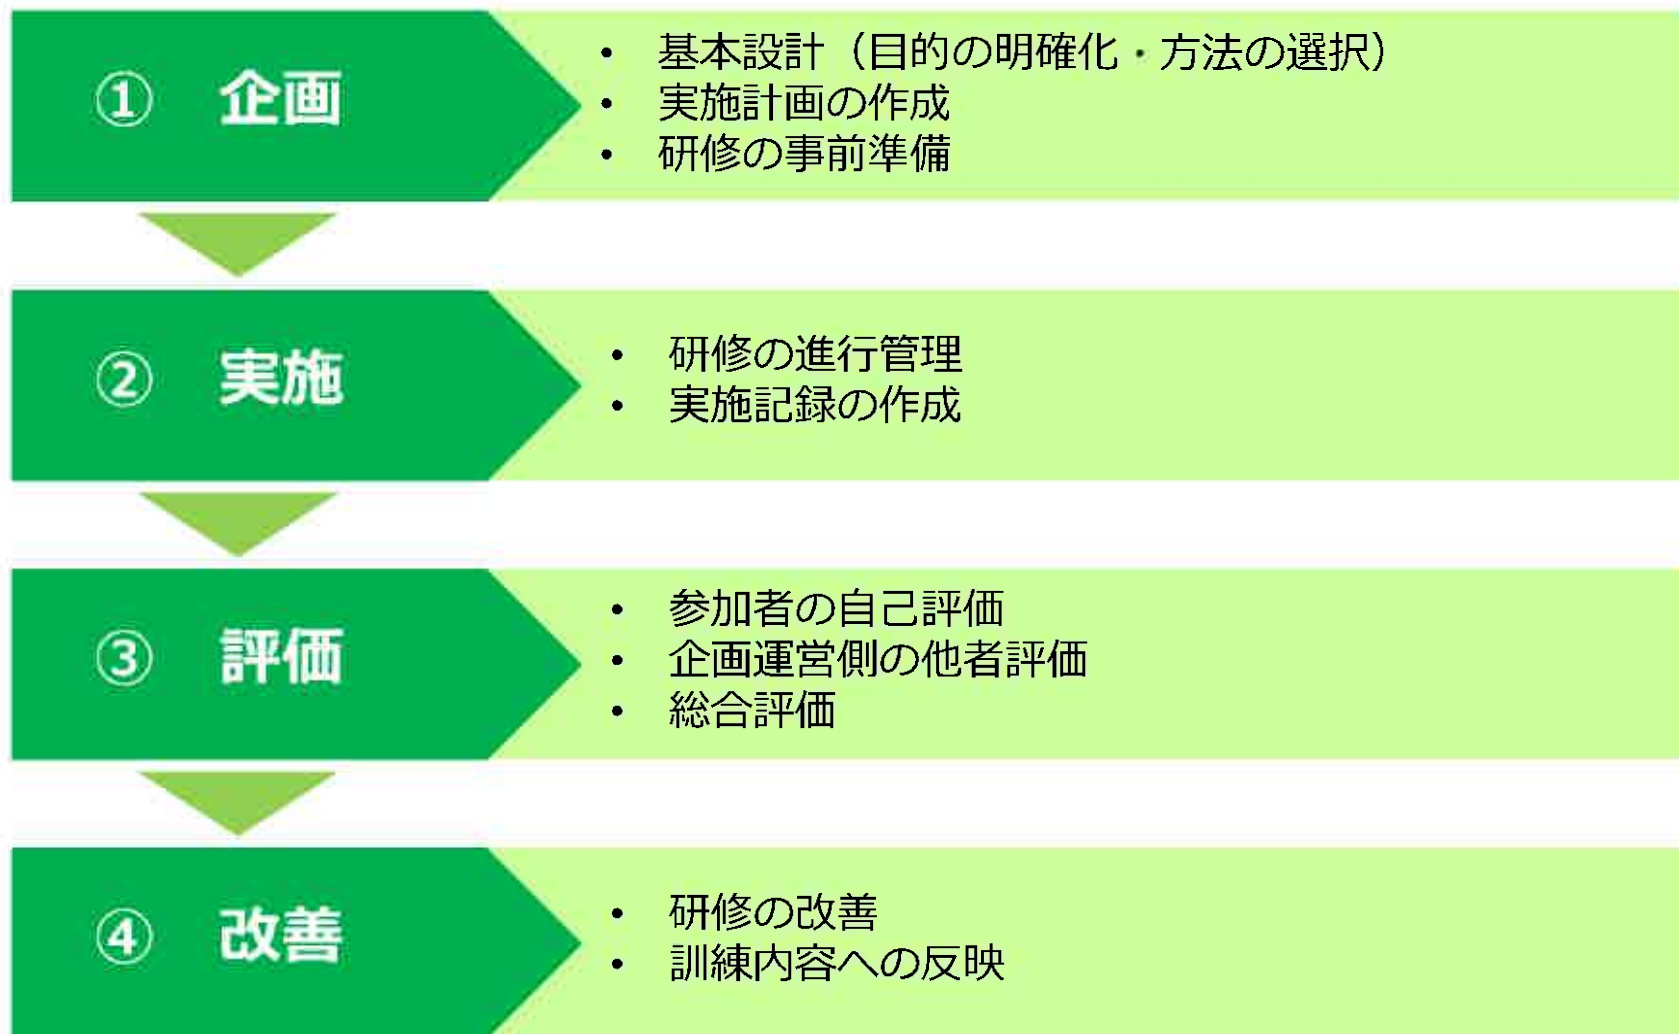 ① 企画
• 基本設計（目的の明確化・方法の選択）
• 実施計画の作成
• 研修の事前準備
② 実施
• 研修の進行管理
• 実施記録の作成
③ 評価
• 参加者の自己評価
• 企画運営側の他者評価
• 総合評価
④ 改善
• 研修の改善
• 訓練内容への反映